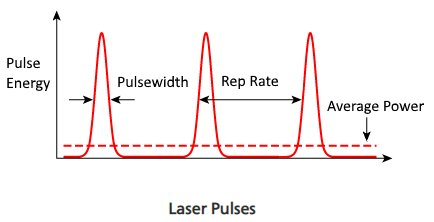 Pulse
Energy
Pulsewidth
Rep Rate
Average Power
Laser Pulses